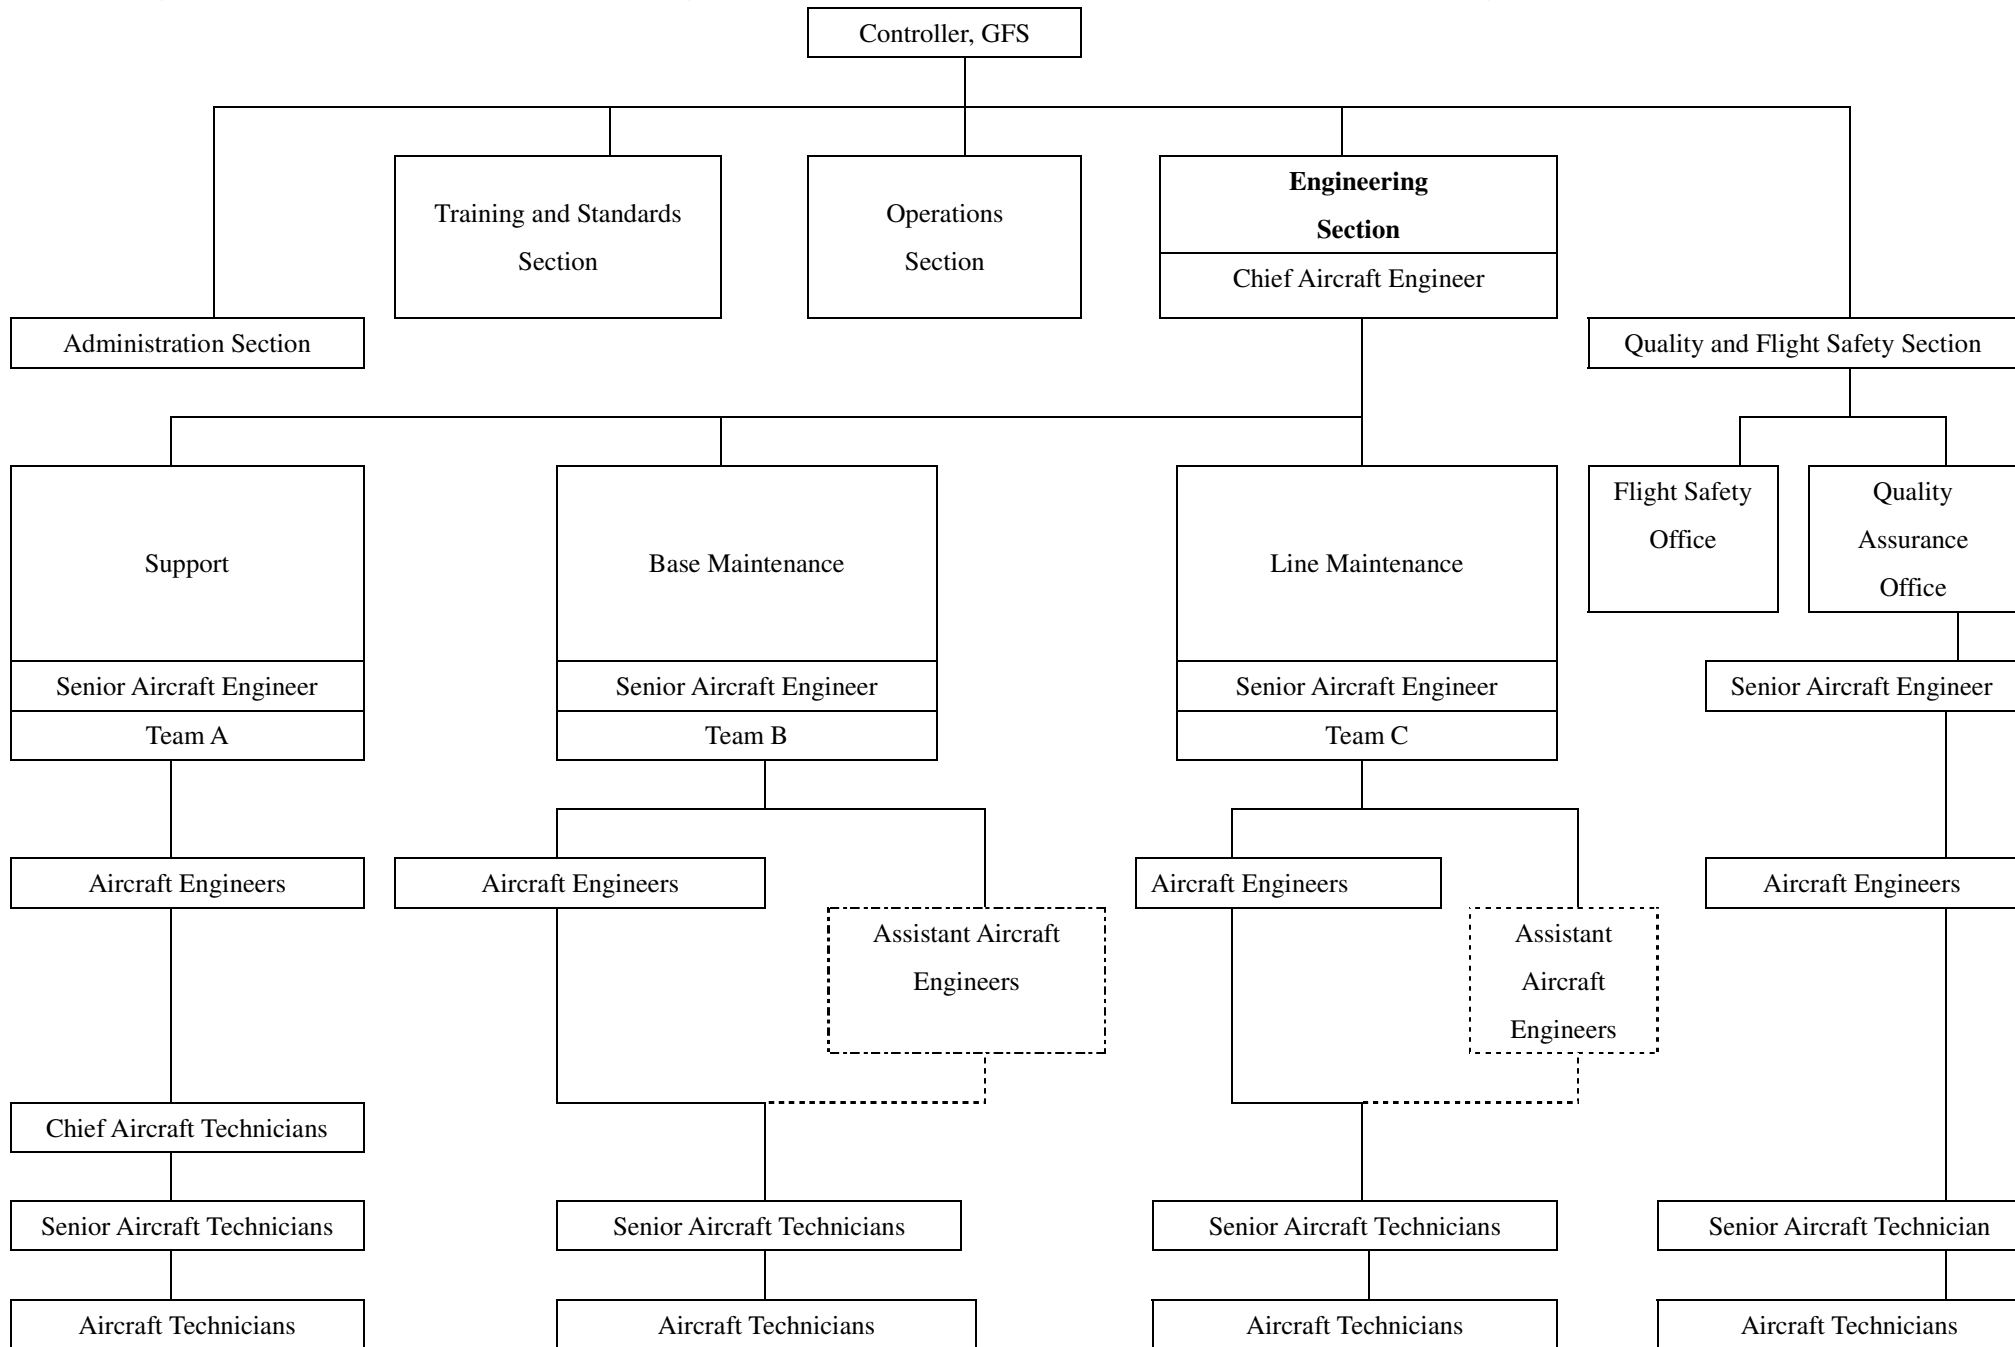 Controller, GFS
Training and Standards
Section
Operations
Section
Engineering
Section
Chief Aircraft Engineer
Administration Section
Quality and Flight Safety Section
Support
Senior Aircraft Engineer
Team A
Base Maintenance
Senior Aircraft Engineer
Team B
Line Maintenance
Senior Aircraft Engineer
Team C
Flight Safety
Office
Quality
Assurance
Office
Senior Aircraft Engineer
Aircraft Engineers
Aircraft Engineers
Assistant Aircraft
Engineers
Aircraft Engineers
Assistant
Aircraft
Engineers
Aircraft Engineers
Chief Aircraft Technicians
Senior Aircraft Technicians
Senior Aircraft Technicians
Senior Aircraft Technicians
Senior Aircraft Technician
Aircraft Technicians
Aircraft Technicians
Aircraft Technicians
Aircraft Technicians